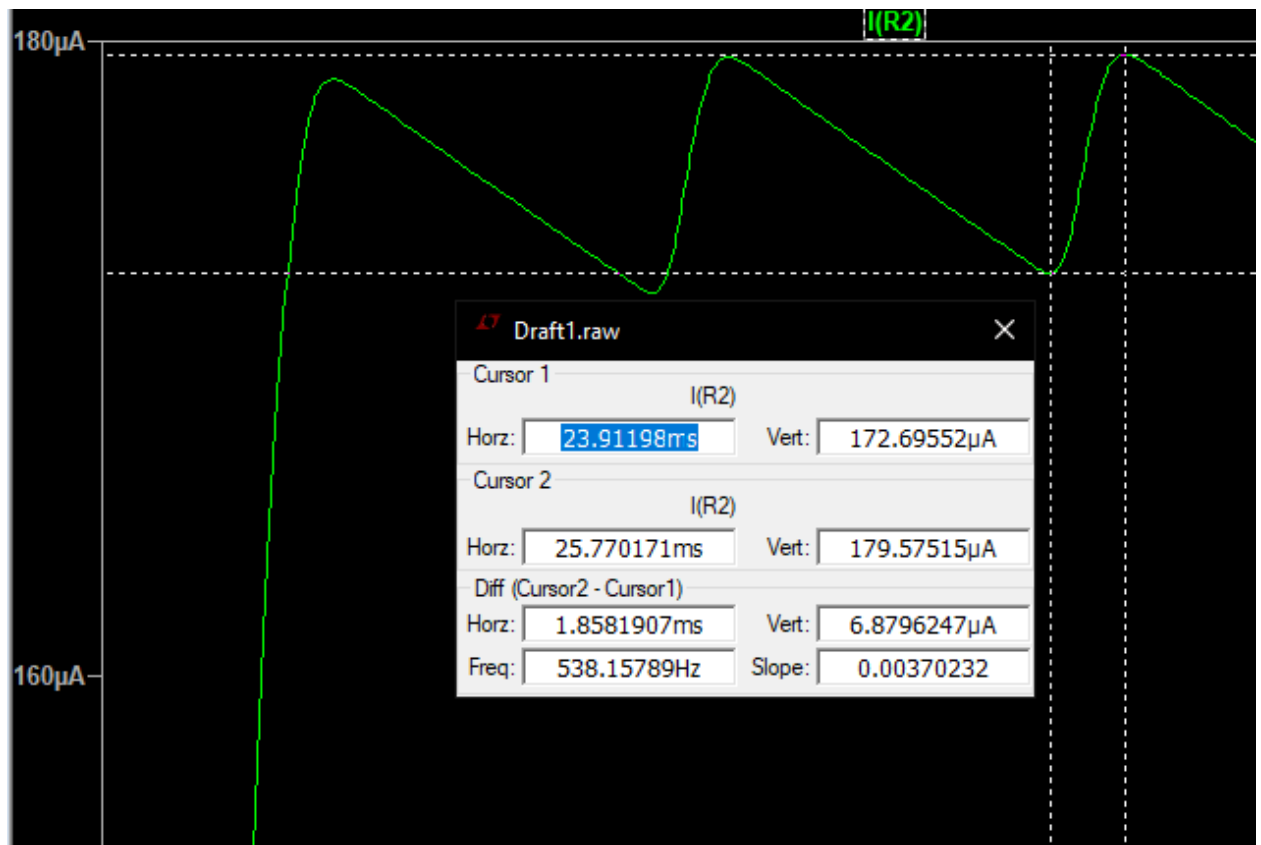 I(R2)
180µA
Draft1.raw
Cursor 1
I(R2)
Horz: 23.91198ms Vert: 172.69552µA
Cursor 2
I(R2)
Horz: 25.770171ms Vert: 179.57515µA
Diff (Cursor2 - Cursor1)
Horz: 1.8581907ms Vert: 6.8796247µA
Freq: 538.15789Hz Slope: 0.00370232
160µA